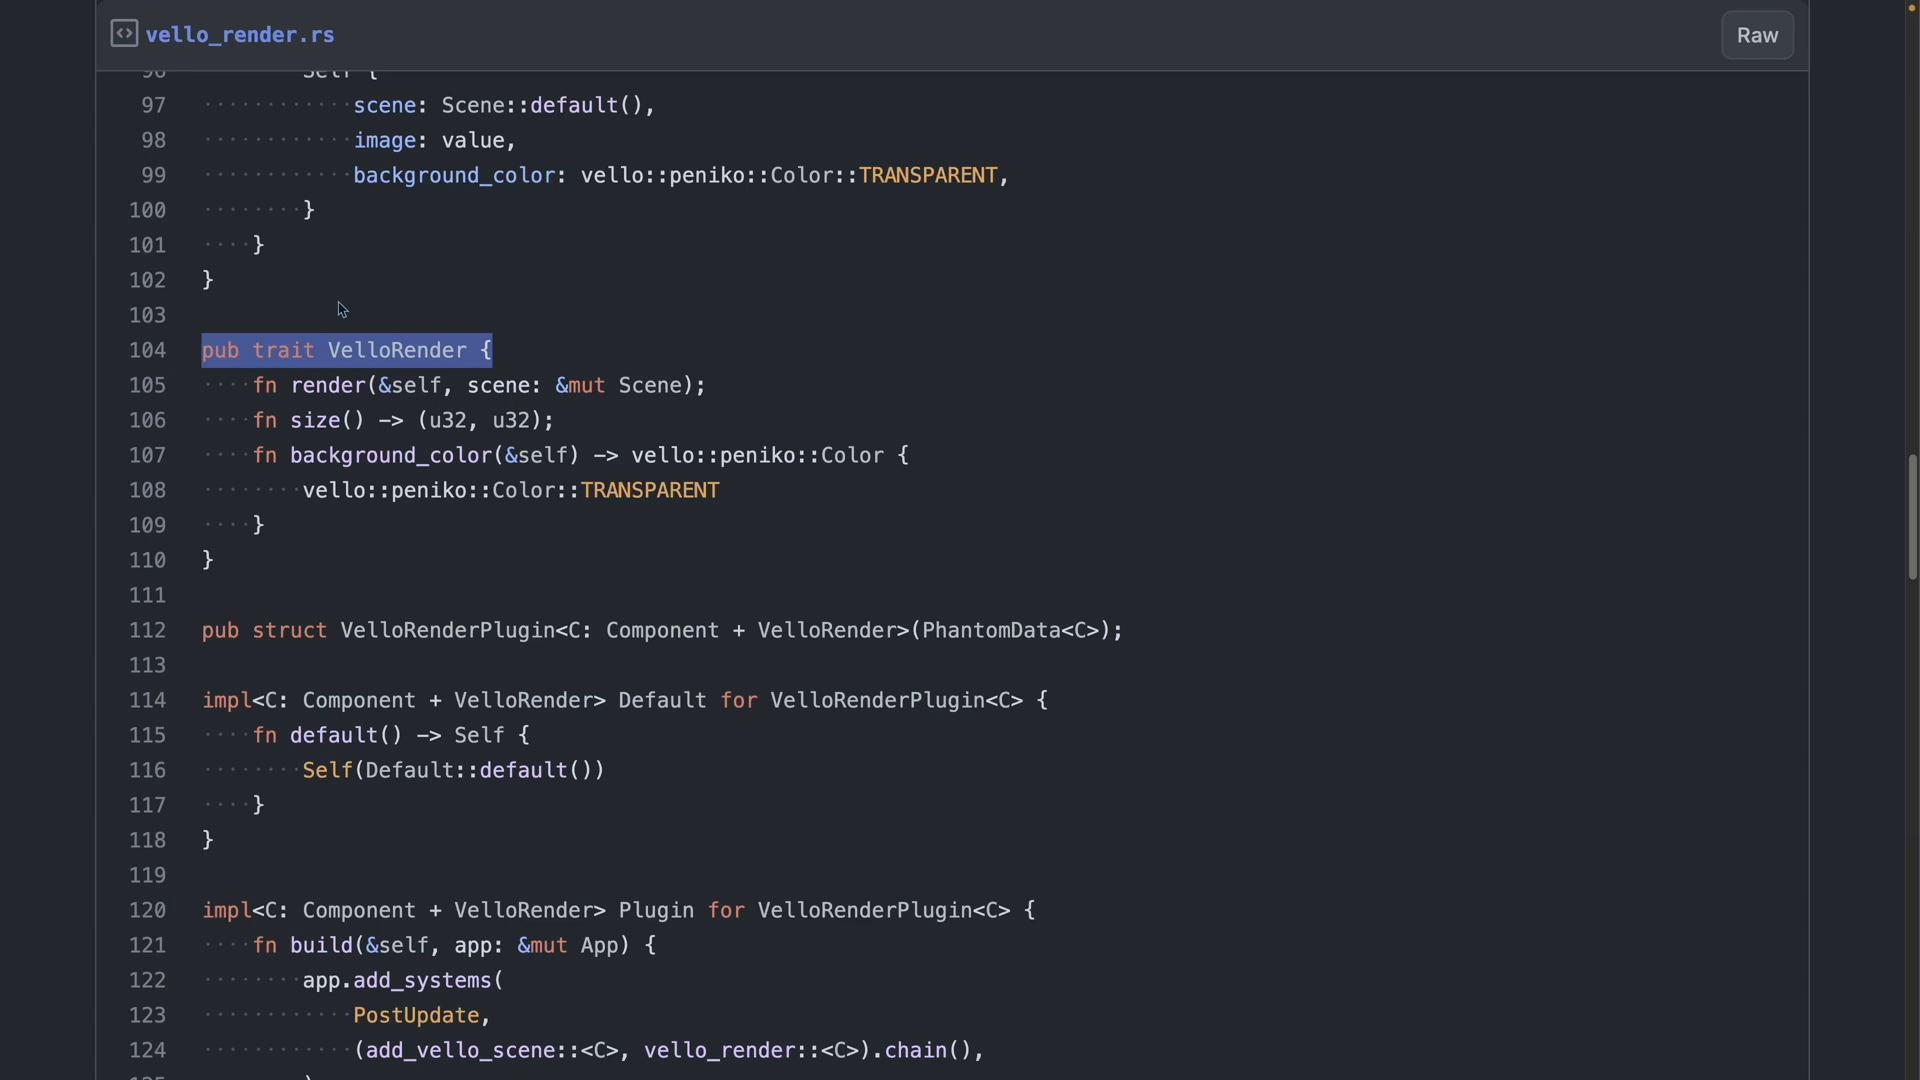 vello_render.rs
Raw
96 Self {
97 ············scene: Scene::default(),
98 ············image: value,
99 ············background_color: vello::peniko::Color::TRANSPARENT,
100 ········}
101 ····}
102 }
103
104 pub trait VelloRender {
105 ····fn render(&self, scene: &mut Scene);
106 ····fn size() -> (u32, u32);
107 ····fn background_color(&self) -> vello::peniko::Color {
108 ········vello::peniko::Color::TRANSPARENT
109 ····}
110 }
111
112 pub struct VelloRenderPlugin<C: Component + VelloRender>(PhantomData<C>);
113
114 impl<C: Component + VelloRender> Default for VelloRenderPlugin<C> {
115 ····fn default() -> Self {
116 ········Self(Default::default())
117 ····}
118 }
119
120 impl<C: Component + VelloRender> Plugin for VelloRenderPlugin<C> {
121 ····fn build(&self, app: &mut App) {
122 ········app.add_systems(
123 ············PostUpdate,
124 ············(add_vello_scene::<C>, vello_render::<C>).chain(),